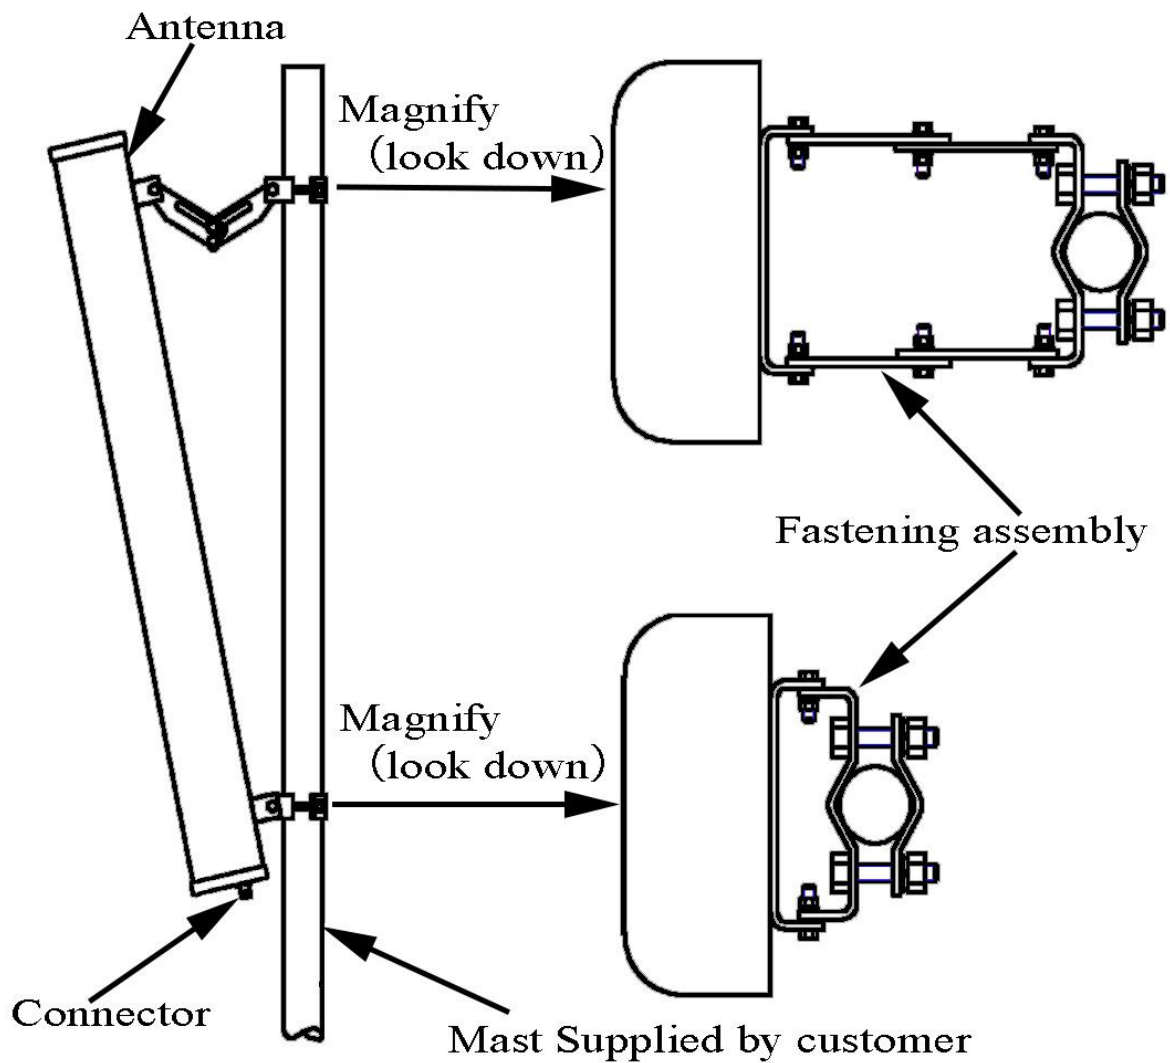 Antenna
Magnify
(look down)
Fastening assembly
Magnify
(look down)
Connector
Mast Supplied by customer